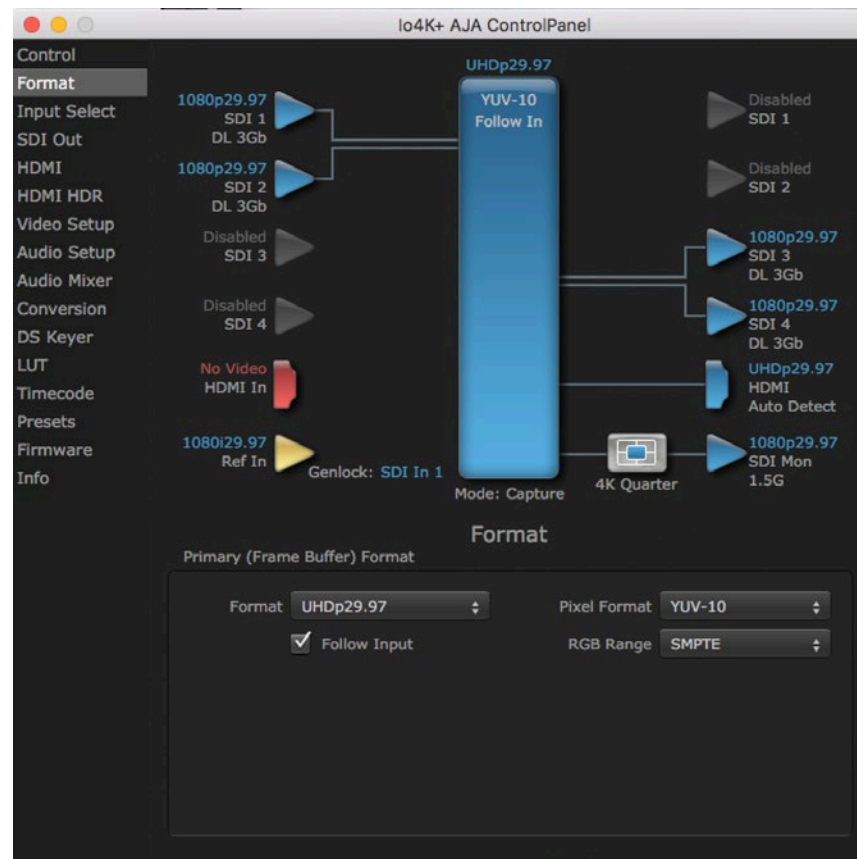 Io4K+ AJA ControlPanel
Control
Format
Input Select
SDI Out
HDMI
HDMI HDR
Video Setup
Audio Setup
Audio Mixer
Conversion
DS Keyer
LUT
Timecode
Presets
Firmware
Info
UHDp29.97
YUV-10
Follow In
1080p29.97
SDI 1
DL 3Gb
1080p29.97
SDI 2
DL 3Gb
Disabled
SDI 3
Disabled
SDI 4
No Video
HDMI In
1080i29.97
Ref In
Genlock: SDI In 1
Mode: Capture
Disabled
SDI 1
Disabled
SDI 2
1080p29.97
SDI 3
DL 3Gb
1080p29.97
SDI 4
DL 3Gb
UHDp29.97
HDMI
Auto Detect
4K Quarter
1080p29.97
SDI Mon
1.5G
Format
Primary (Frame Buffer) Format
Format UHDp29.97 Pixel Format YUV-10
Follow Input RGB Range SMPTE